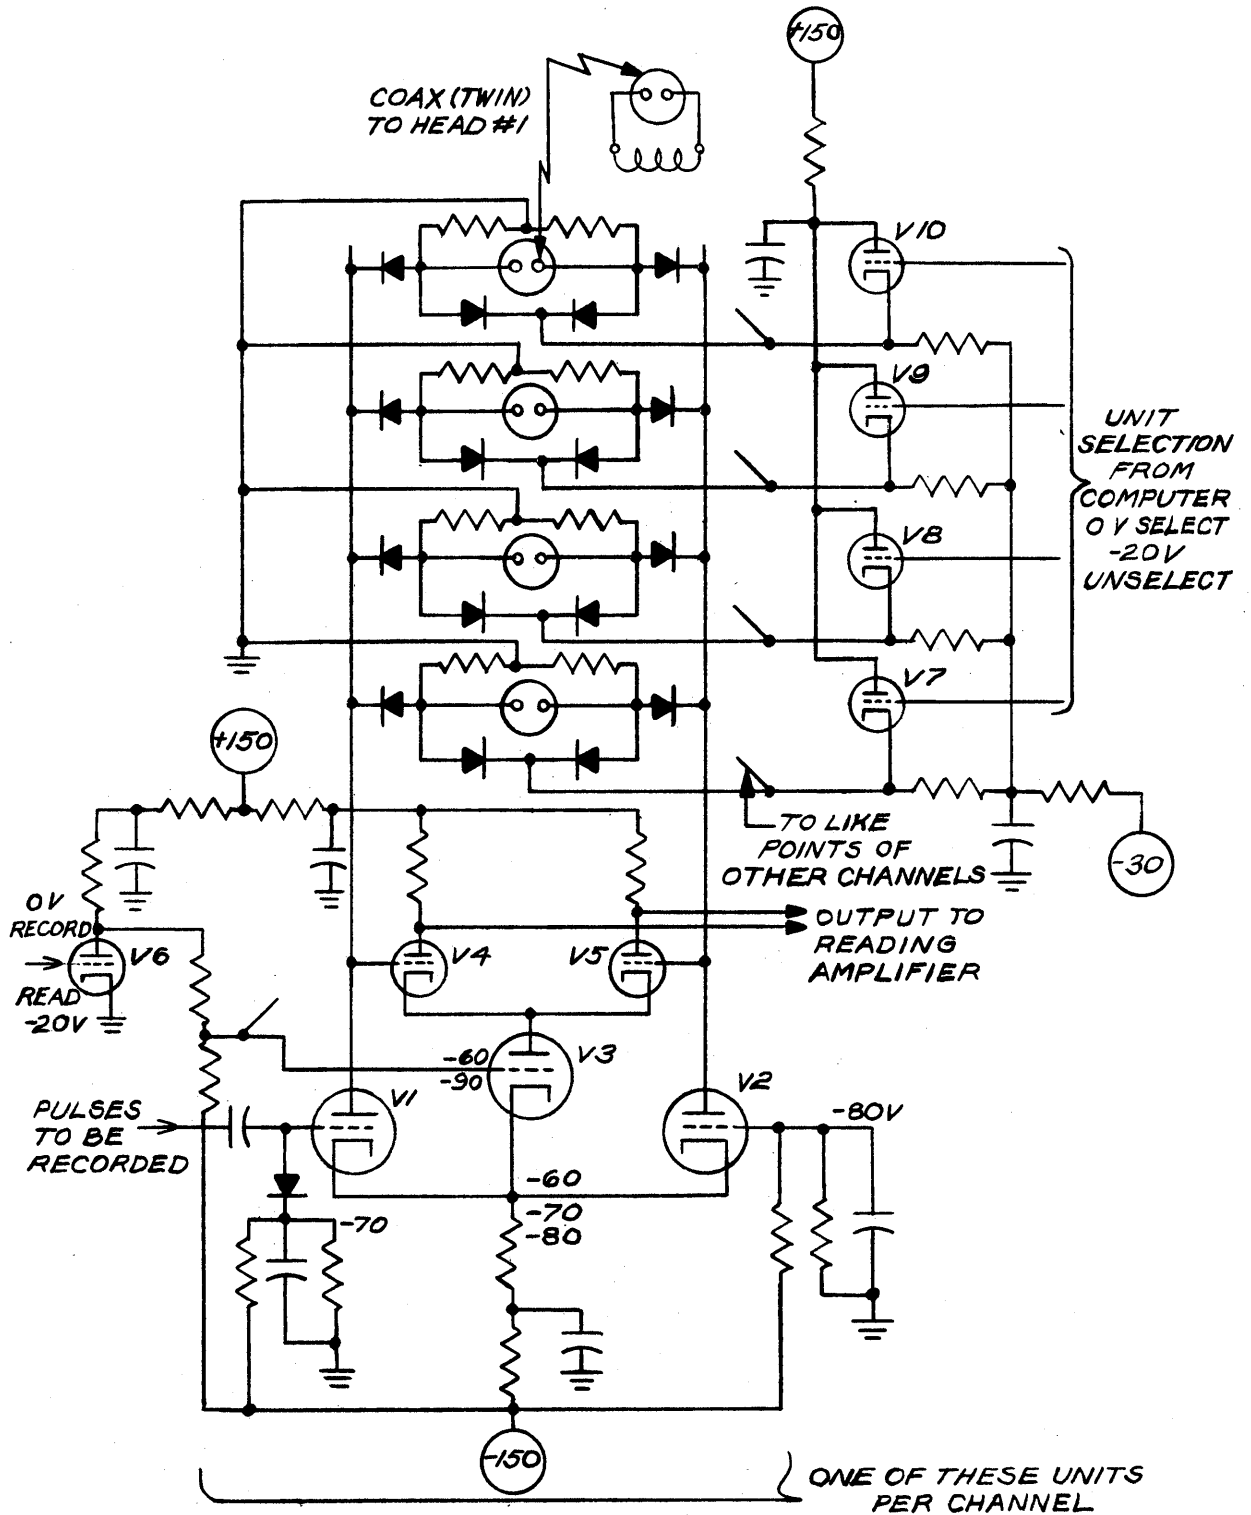 +150
COAX (TWIN)
TO HEAD #1
V10
V9
UNIT
SELECTION
FROM
COMPUTER
0 V SELECT
-20V
UNSELECT
V8
V7
+150
TO LIKE
POINTS OF
OTHER CHANNELS
-30
0V
RECORD
V6
READ
-20V
V4
V5
OUTPUT TO
READING
AMPLIFIER
-60
-90
V3
V1
V2
-80V
PULSES
TO BE
RECORDED
-60
-70
-80
-70
-150
ONE OF THESE UNITS
PER CHANNEL